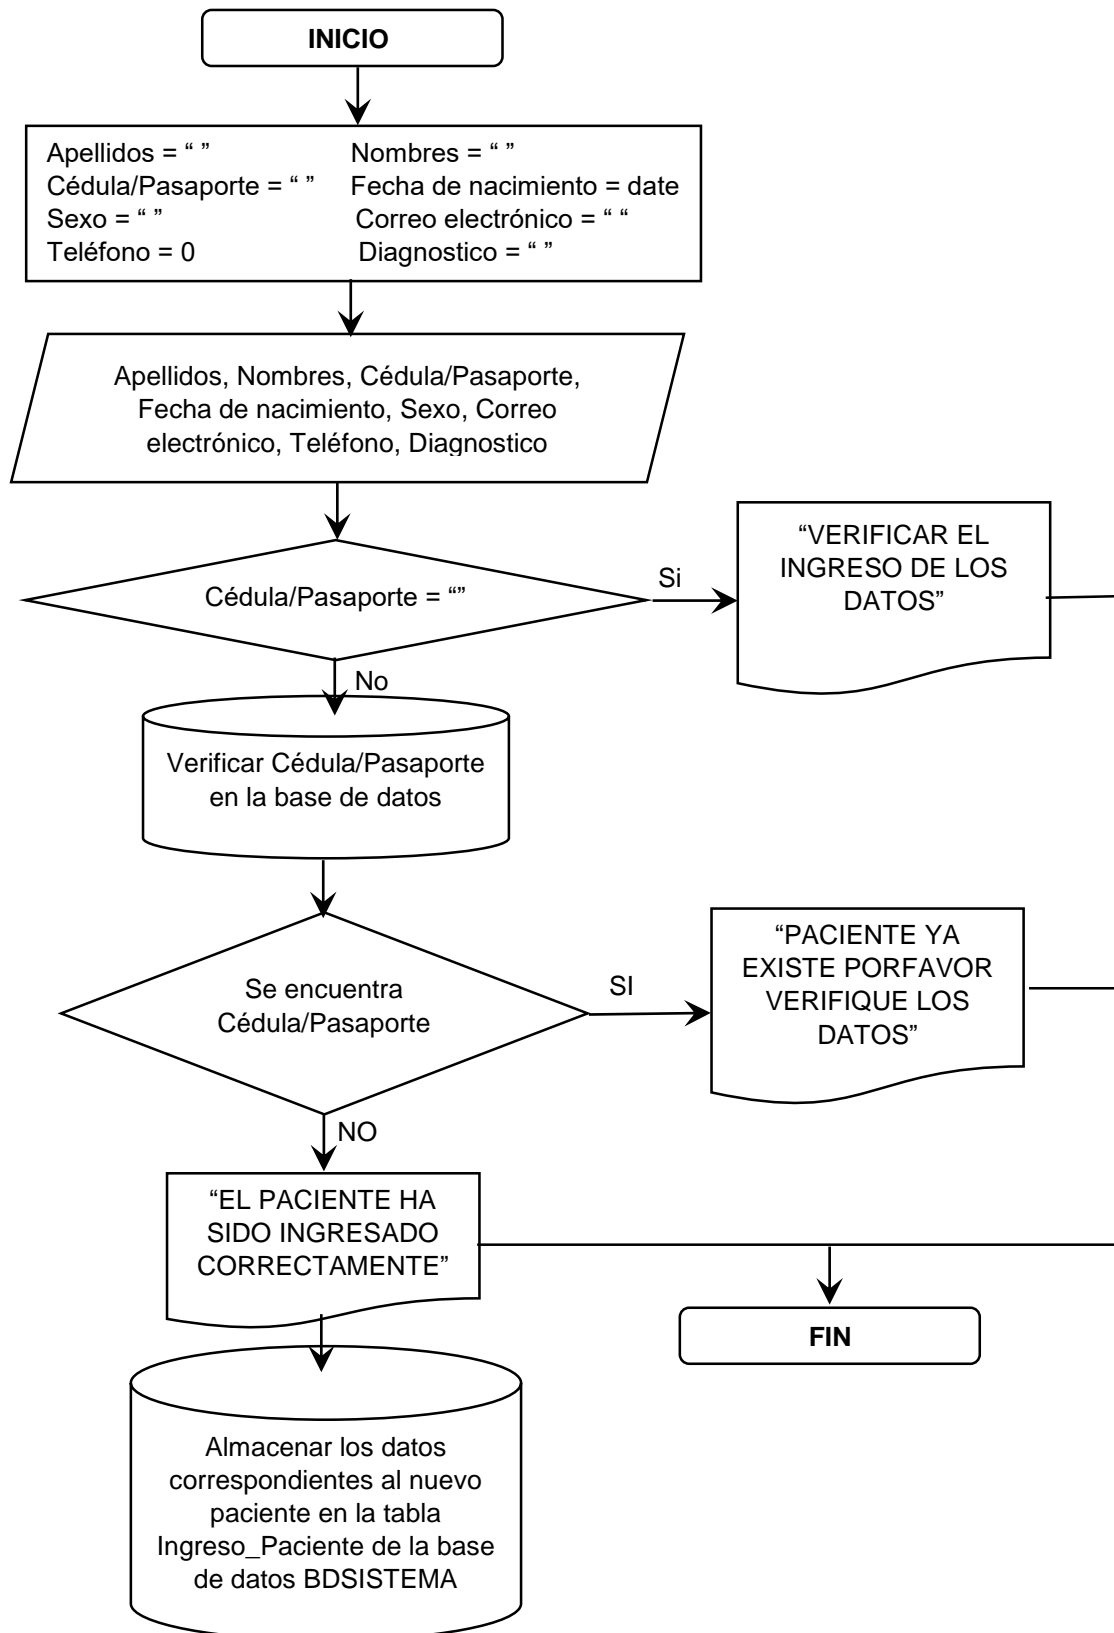 INICIO
Apellidos = “ ” Nombres = “ ”
Cédula/Pasaporte = “ ” Fecha de nacimiento = date
Sexo = “ ” Correo electrónico = “ “
Teléfono = 0 Diagnostico = “ ”
Apellidos, Nombres, Cédula/Pasaporte,
Fecha de nacimiento, Sexo, Correo
electrónico, Teléfono, Diagnostico
Cédula/Pasaporte = “”
Si
“VERIFICAR EL
INGRESO DE LOS
DATOS”
No
Verificar Cédula/Pasaporte
en la base de datos
Se encuentra
Cédula/Pasaporte
SI
“PACIENTE YA
EXISTE PORFAVOR
VERIFIQUE LOS
DATOS”
NO
“EL PACIENTE HA
SIDO INGRESADO
CORRECTAMENTE”
FIN
Almacenar los datos
correspondientes al nuevo
paciente en la tabla
Ingreso_Paciente de la base
de datos BDSISTEMA